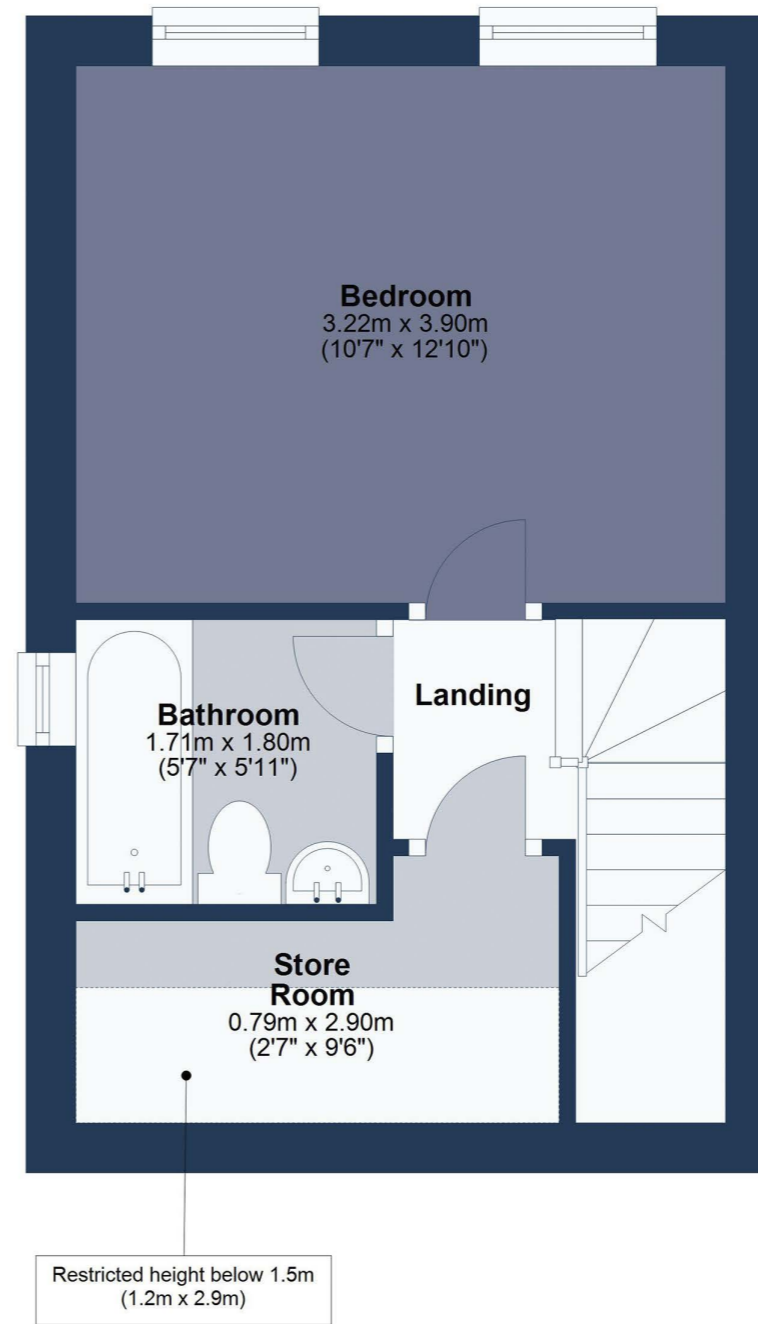 Bedroom
3.22m x 3.90m
(10'7" x 12'10")
Landing
Bathroom
1.71m x 1.80m
(5'7" x 5'11")
Store
Room
0.79m x 2.90m
(2'7" x 9'6")
Restricted height below 1.5m
(1.2m x 2.9m)